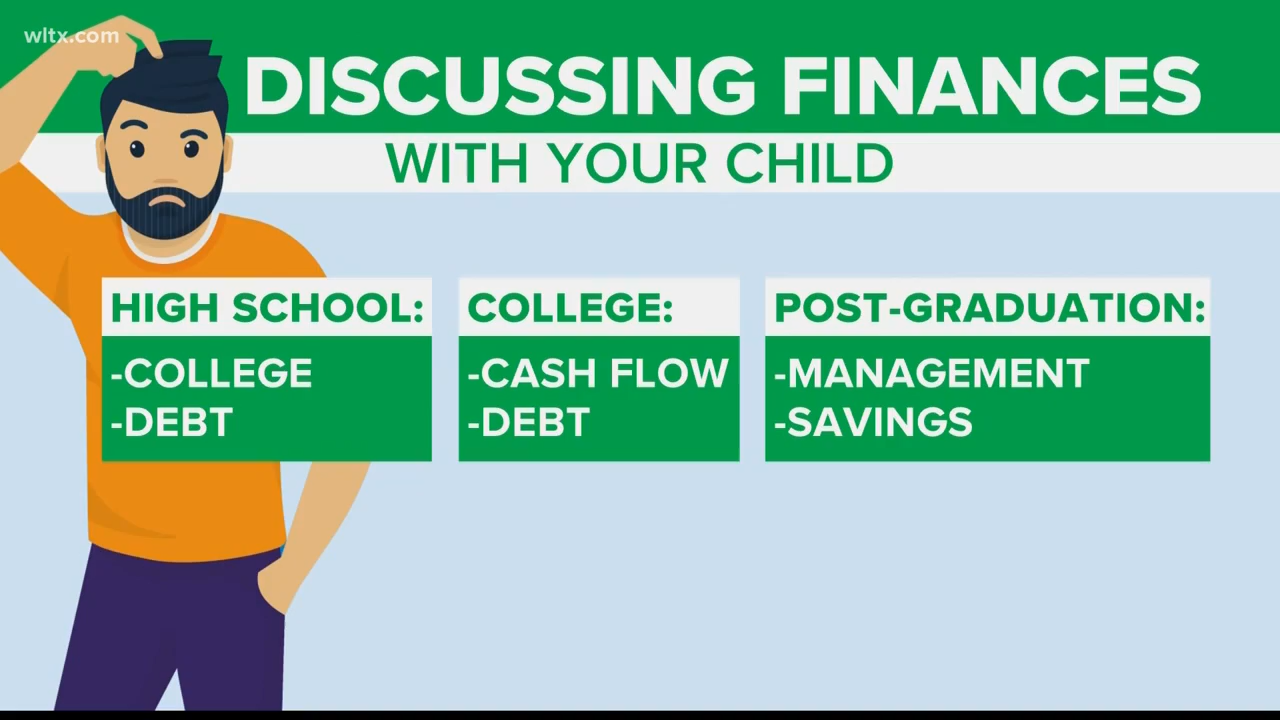 wltx.com
DISCUSSING FINANCES
WITH YOUR CHILD
HIGH SCHOOL:
-COLLEGE
-DEBT
COLLEGE:
-CASH FLOW
-DEBT
POST-GRADUATION:
-MANAGEMENT
-SAVINGS